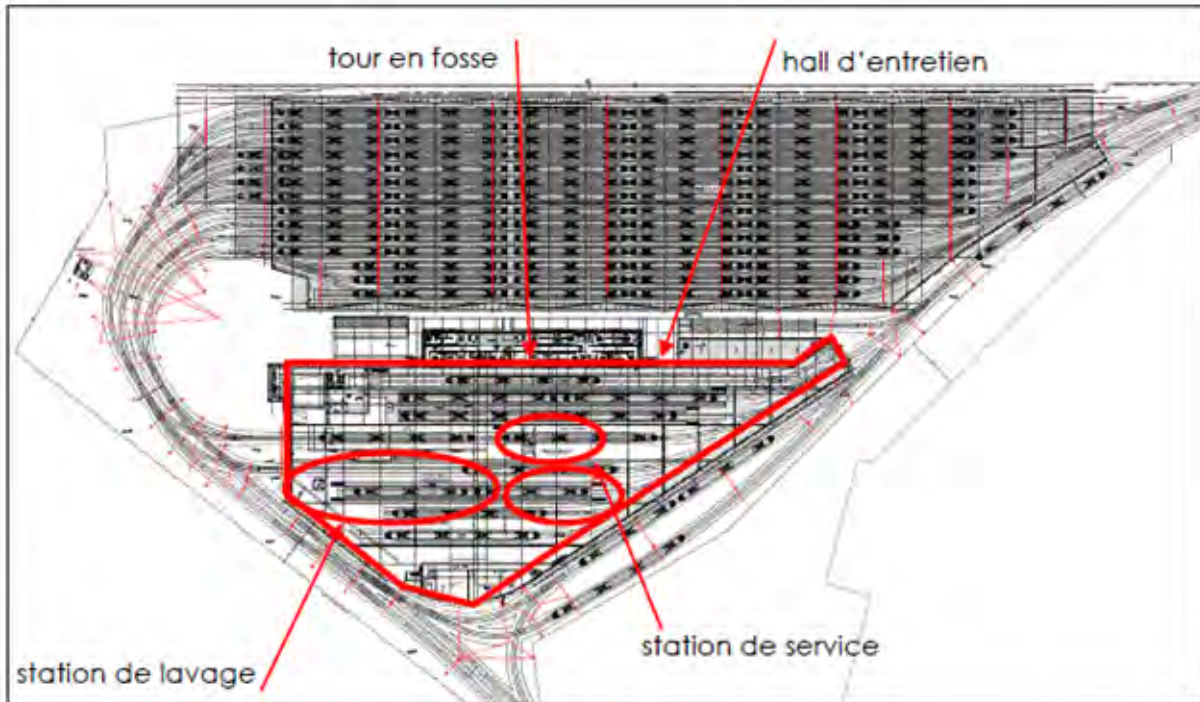 tour en fosse
hall d'entretien
station de service
station de lavage